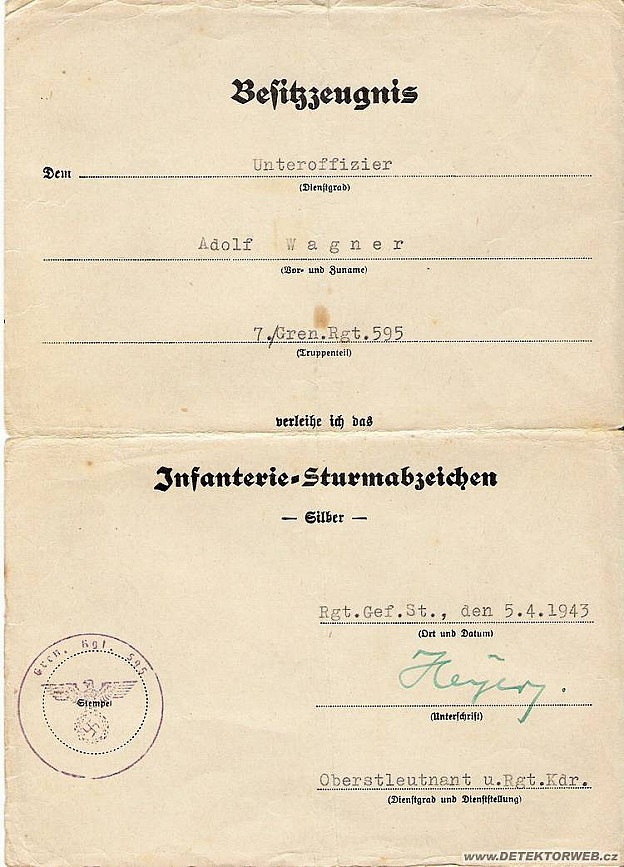 Besitzzeugnis
Dem Unteroffizier
(Dienstgrad)
Adolf Wagner
(Vor- und Zuname)
7./Gren.Rgt.595
(Truppenteil)
verleihe ich das
Infanterie-Sturmabzeichen
— Silber —
Rgt.Gef.St., den 5.4.1943
(Ort und Datum)
(Unterschrift)
Gren. Rgt. 595
Stempel
Oberstleutnant u.Rgt.Kdr.
(Dienstgrad und Dienststellung)
www.DETEKTORWEB.cz